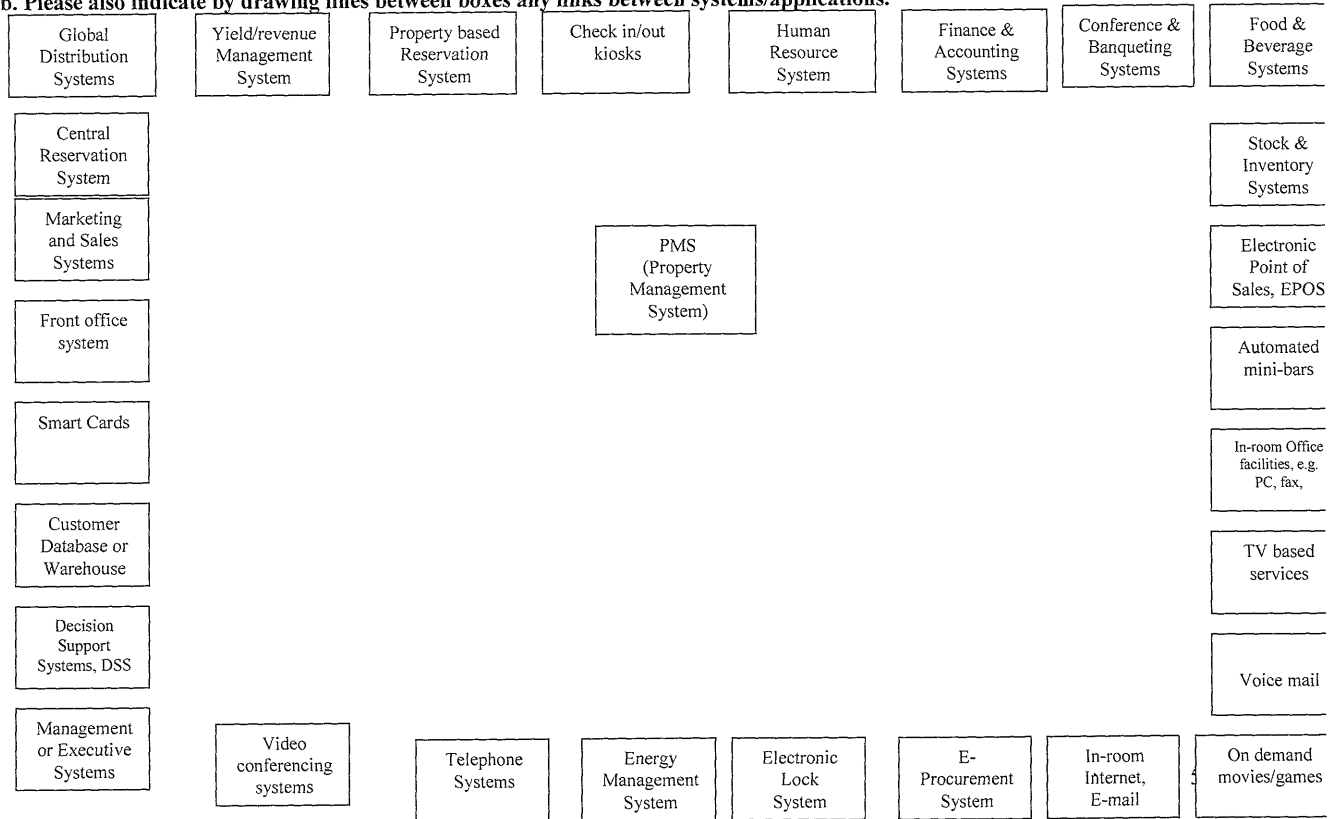 b. Please also indicate by drawing lines between boxes any links between systems/applications.
Global
Distribution
Systems
Yield/revenue
Management
System
Property based
Reservation
System
Check in/out
kiosks
Human
Resource
System
Finance &
Accounting
Systems
Conference &
Banqueting
Systems
Food &
Beverage
Systems
Central
Reservation
System
Stock &
Inventory
Systems
Marketing
and Sales
Systems
PMS
(Property
Management
System)
Electronic
Point of
Sales, EPOS
Front office
system
Automated
mini-bars
Smart Cards
In-room Office
facilities, e.g.
PC, fax,
Customer
Database or
Warehouse
TV based
services
Decision
Support
Systems, DSS
Voice mail
Management
or Executive
Systems
Video
conferencing
systems
Telephone
Systems
Energy
Management
System
Electronic
Lock
System
E-
Procurement
System
In-room
Internet,
E-mail
On demand
movies/games